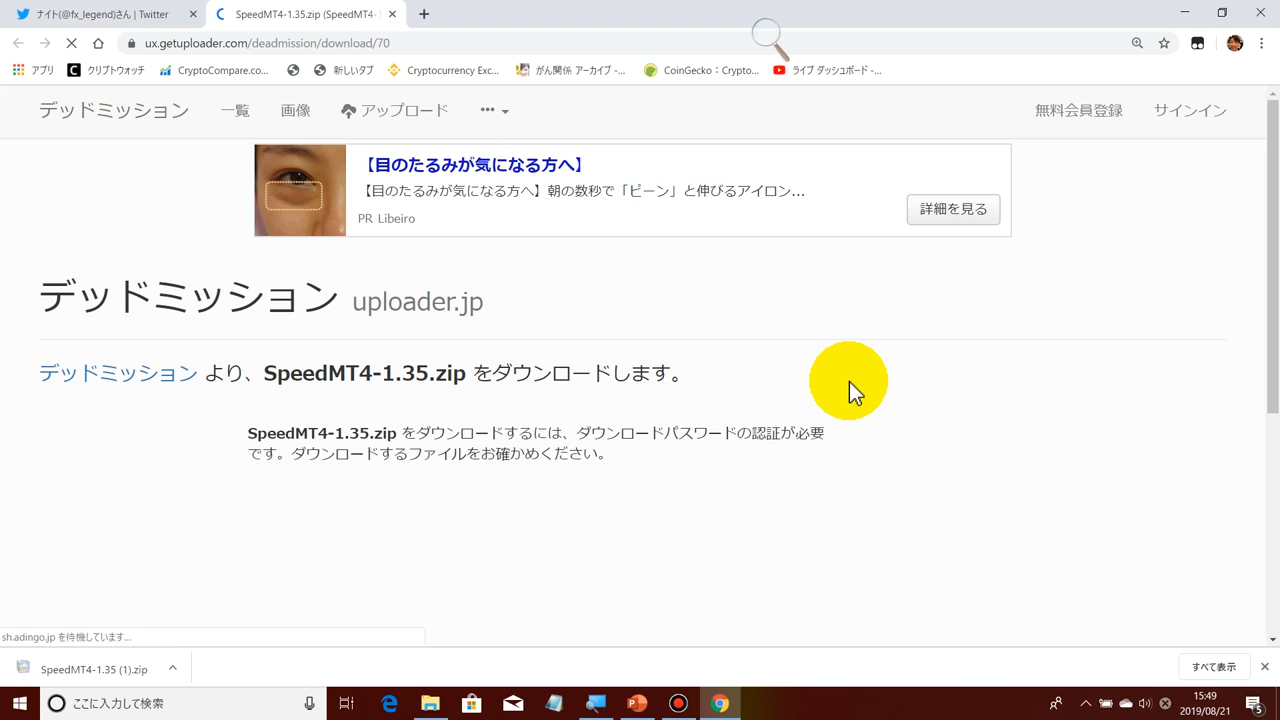 ナイト(@fx_legend)さん | Twitter
SpeedMT4-1.35.zip (SpeedMT4-1
ux.getuploader.com/deadmission/download/70
アプリ
クリプトウォッチ
CryptoCompare.co...
新しいタブ
Cryptocurrency Exc...
がん関係 アーカイブ - ...
CoinGecko：Crypto...
ライブ ダッシュボード - ...
デッドミッション
一覧
画像
アップロード
•••
無料会員登録
サインイン
【目のたるみが気になる方へ】
【目のたるみが気になる方へ】朝の数秒で「ピーン」と伸びるアイロン...
PR Libeiro
詳細を見る
デッドミッション uploader.jp
デッドミッション より、SpeedMT4-1.35.zip をダウンロードします。
SpeedMT4-1.35.zip をダウンロードするには、ダウンロードパスワードの認証が必要
です。ダウンロードするファイルをお確かめください。
sh.adingo.jp を待機しています...
SpeedMT4-1.35 (1).zip
すべて表示
ここに入力して検索
15:49
2019/08/21
5